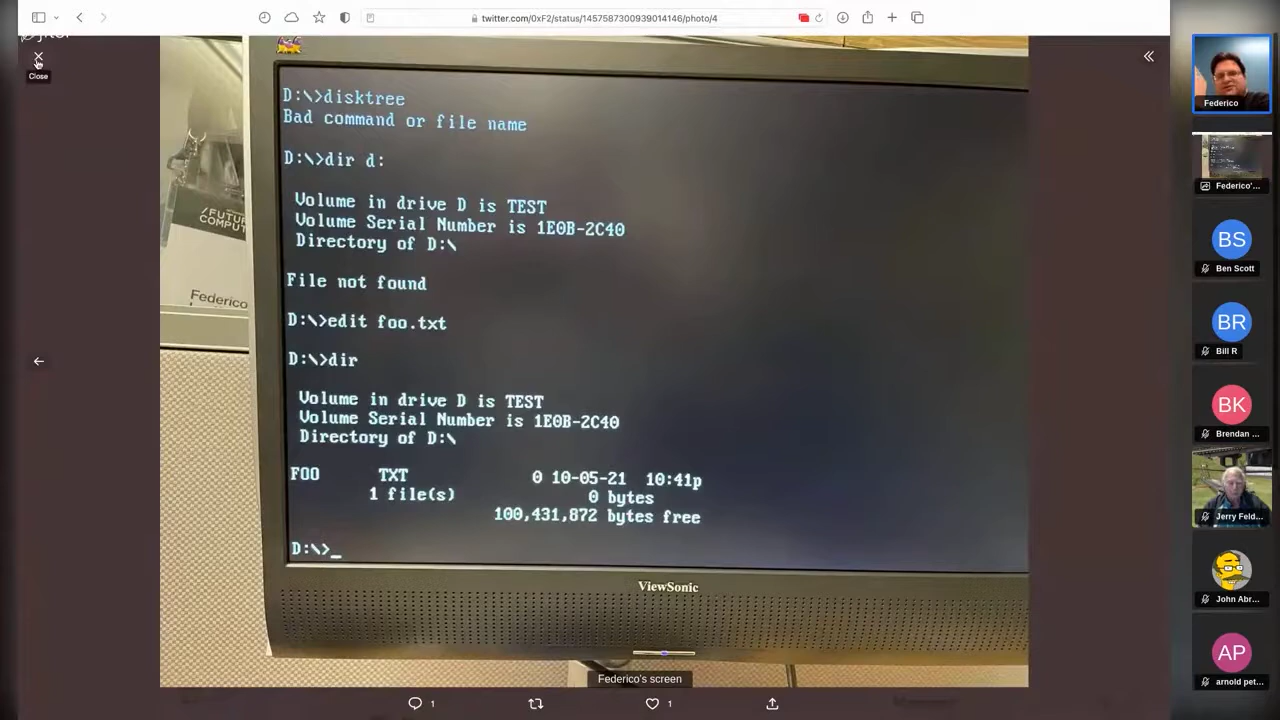 twitter.com/0xF2/status/1457587300939014146/photo/4
Close
D:\>disktree
Bad command or file name
D:\>dir d:
Volume in drive D is TEST
Volume Serial Number is 1E0B-2C40
Directory of D:\
File not found
D:\>edit foo.txt
D:\>dir
Volume in drive D is TEST
Volume Serial Number is 1E0B-2C40
Directory of D:\
FOO TXT 0 10-05-21 10:41p
1 file(s) 0 bytes
100,431,872 bytes free
D:\>_
ViewSonic
Federico
Federico's screen
1
1
Federico
Federico'...
BS
Ben Scott
BR
Bill R
BK
Brendan ...
Jerry Feld...
John Abr...
AP
arnold pet...